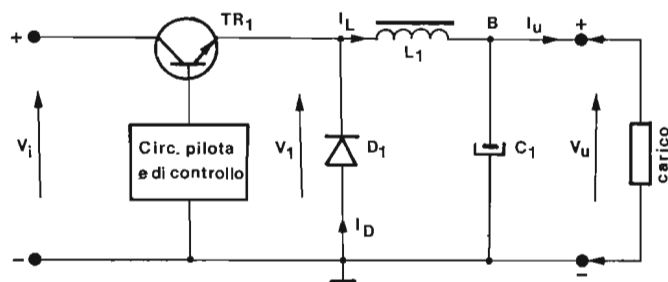 TR1
IL
B
Iu
+
+
L1
Vi
Circ. pilota
e di controllo
V1
D1
C1
Vu
carico
ID
−
−